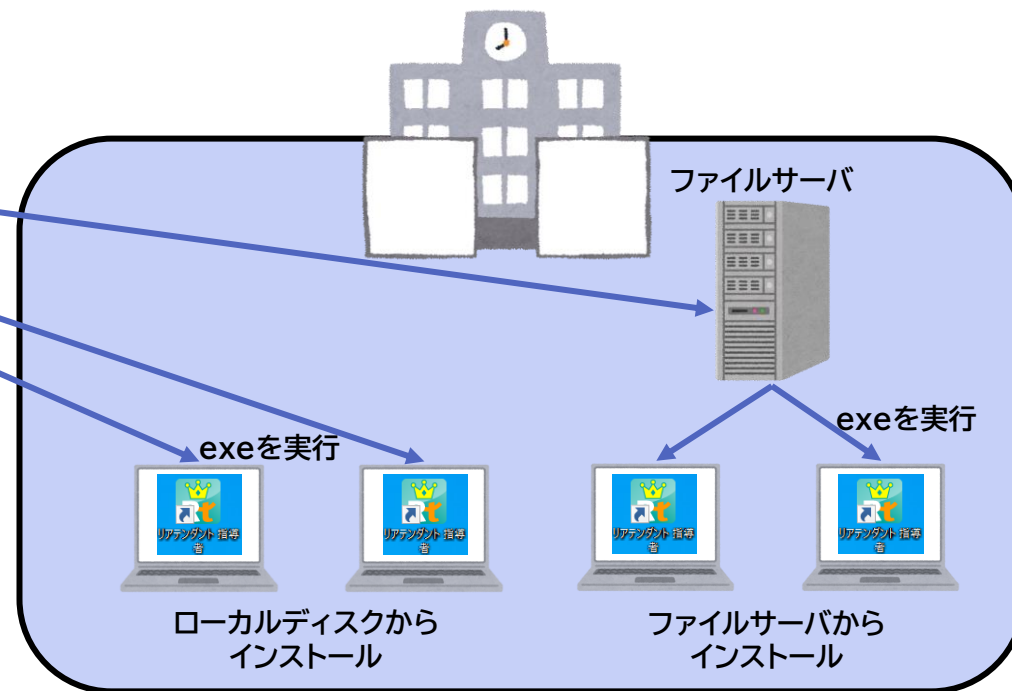 ファイルサーバ
exeを実行
exeを実行
リアテンダント 指導
者
リアテンダント 指導
者
リアテンダント 指導
者
リアテンダント 指導
者
ローカルディスクから
インストール
ファイルサーバから
インストール